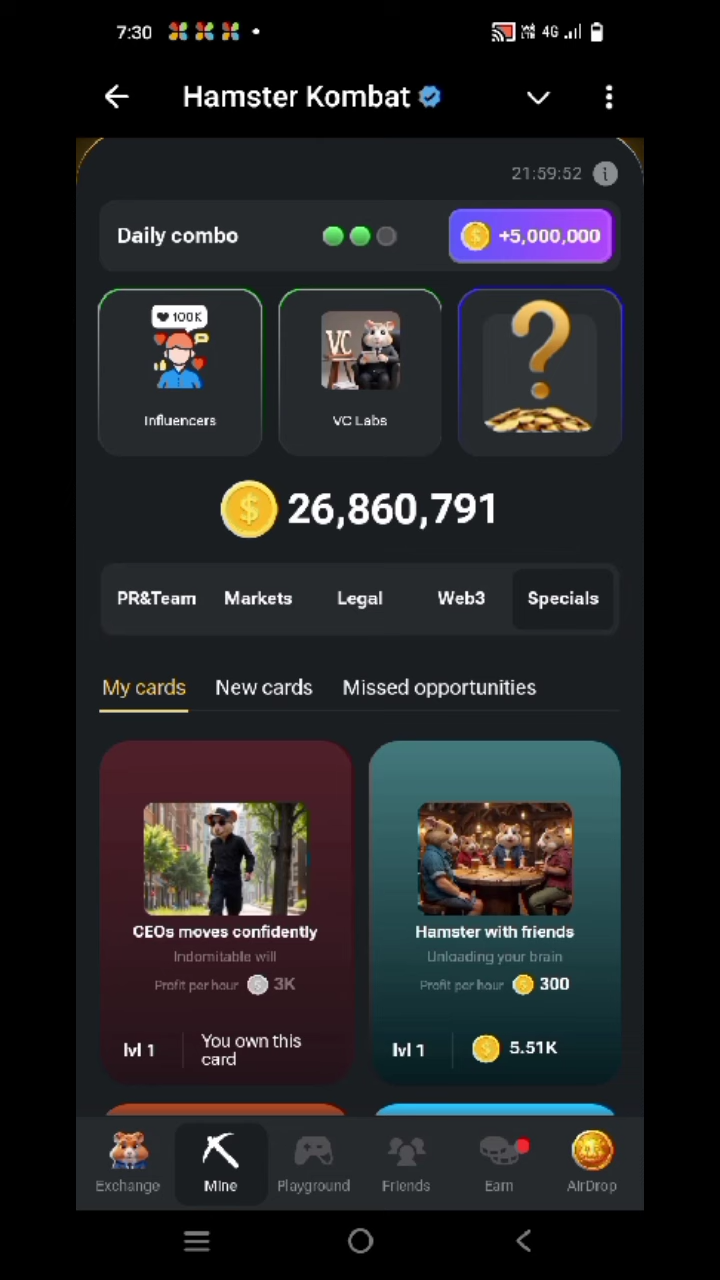 7:30
4G
Hamster Kombat
21:59:52
Daily combo
+5,000,000
100K
VC
Influencers
VC Labs
26,860,791
PR&Team Markets Legal Web3 Specials
My cards New cards Missed opportunities
CEOs moves confidently
Indomitable will
Profit per hour 3K
lvl 1
You own this
card
Hamster with friends
Unloading your brain
Profit per hour 300
lvl 1
5.51K
Exchange Mine Playground Friends Earn AirDrop